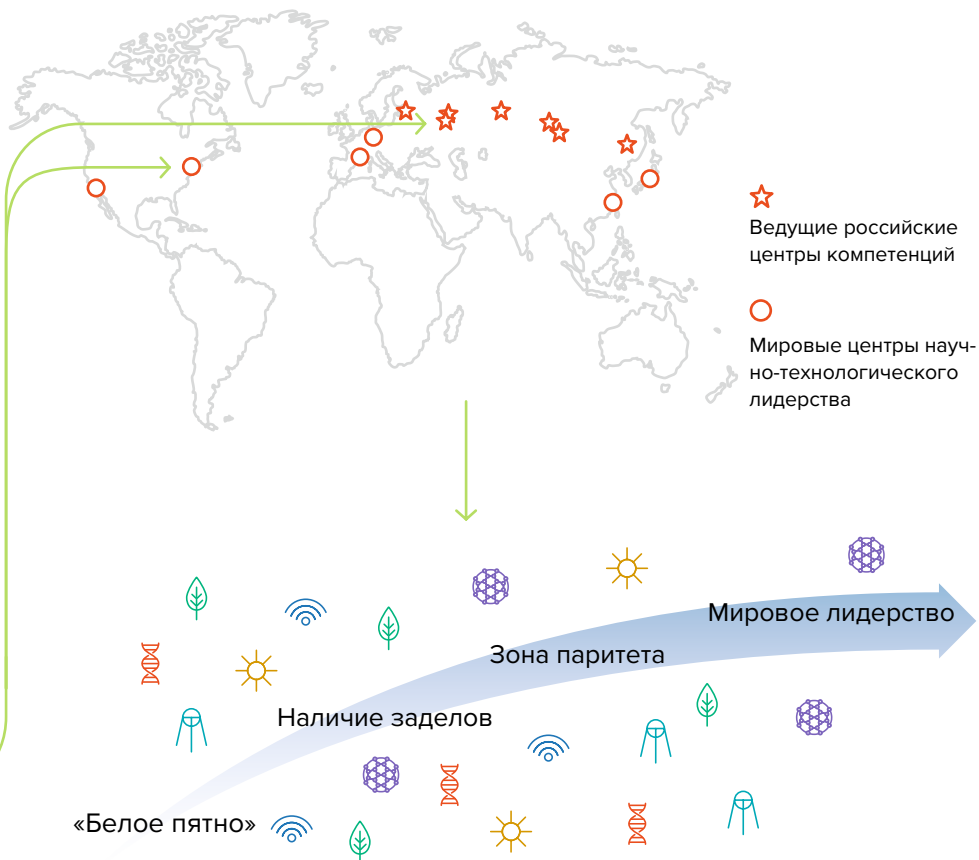 Ведущие российские
центры компетенций
Мировые центры науч-
но-технологического
лидерства
Мировое лидерство
Зона паритета
Наличие заделов
«Белое пятно»